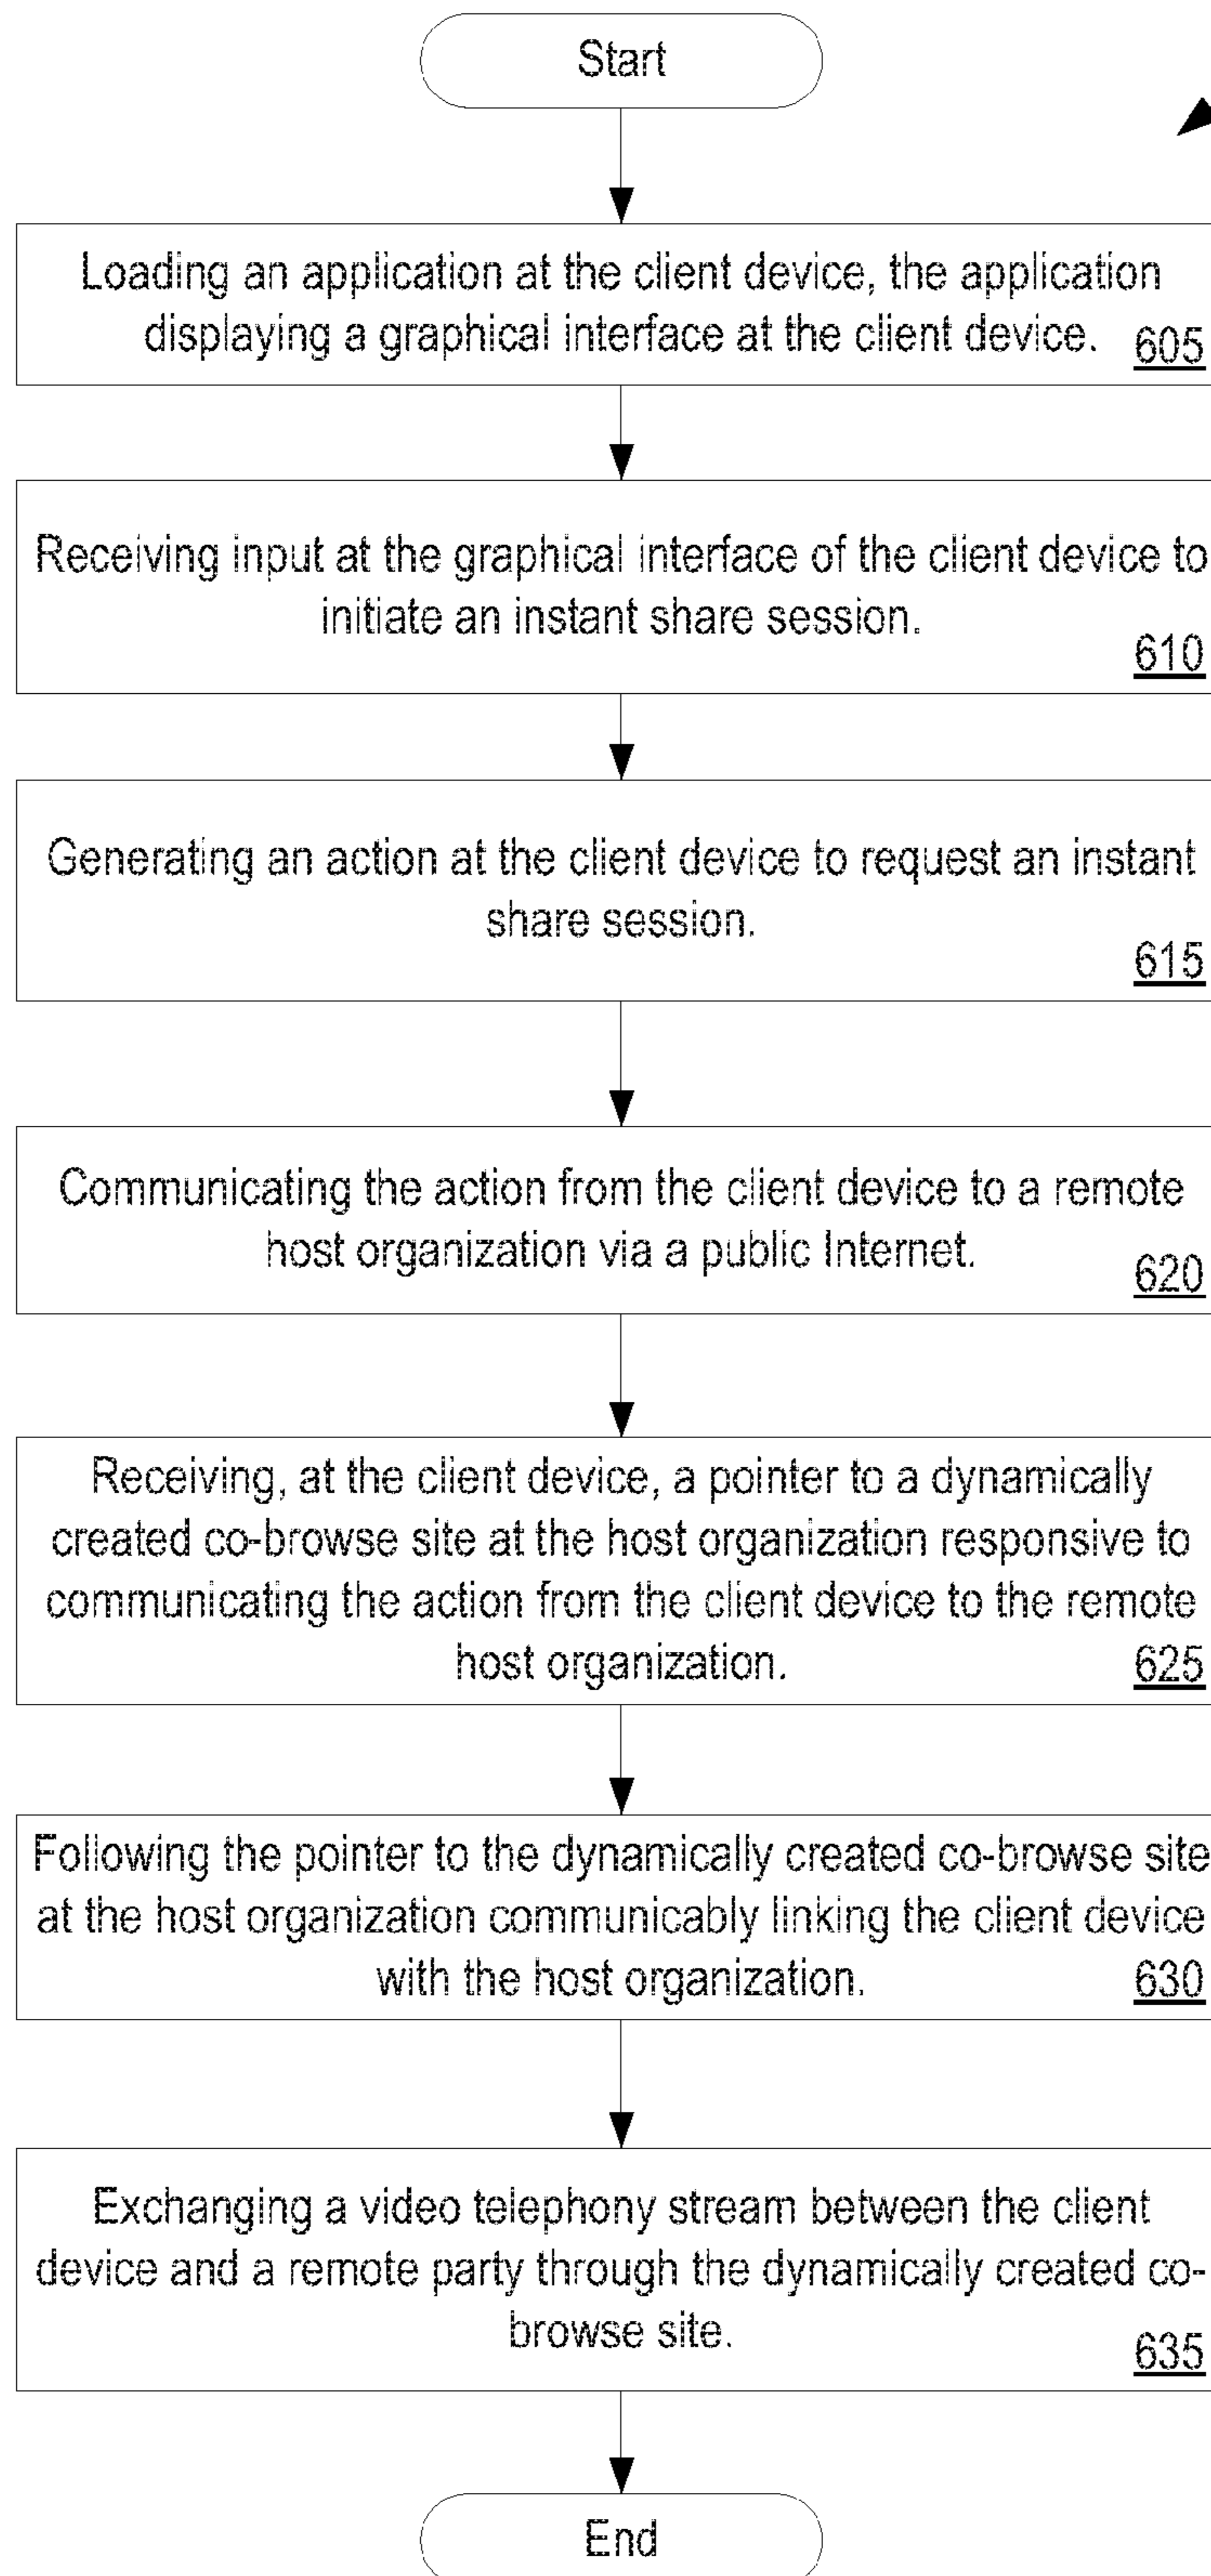 Start
Loading an application at the client device, the application
displaying a graphical interface at the client device.
605
Receiving input at the graphical interface of the client device to
initiate an instant share session.
610
Generating an action at the client device to request an instant
share session.
615
Communicating the action from the client device to a remote
host organization via a public Internet.
620
Receiving, at the client device, a pointer to a dynamically
created co-browse site at the host organization responsive to
communicating the action from the client device to the remote
host organization.
625
Following the pointer to the dynamically created co-browse site
at the host organization communicably linking the client device
with the host organization.
630
Exchanging a video telephony stream between the client
device and a remote party through the dynamically created co-
browse site.
635
End